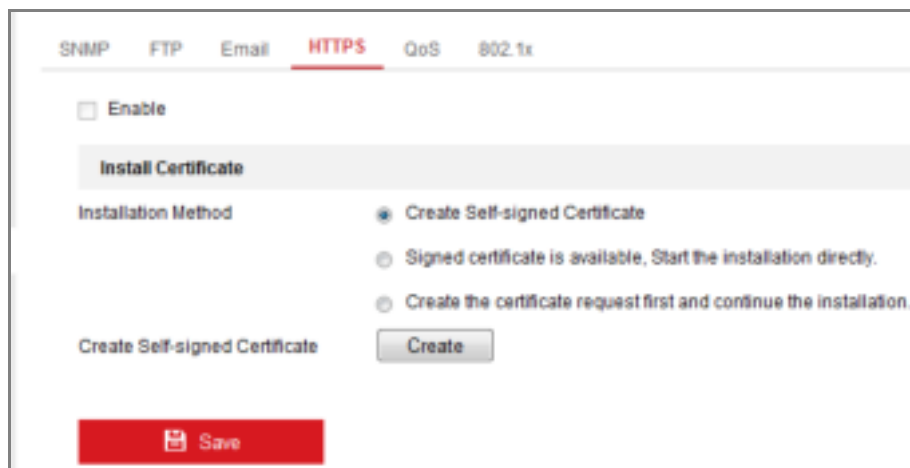 SNMP FTP Email HTTPS QoS 802.1x
Enable
Install Certificate
Installation Method Create Self-signed Certificate
Signed certificate is available, Start the installation directly.
Create the certificate request first and continue the installation.
Create Self-signed Certificate Create
Save